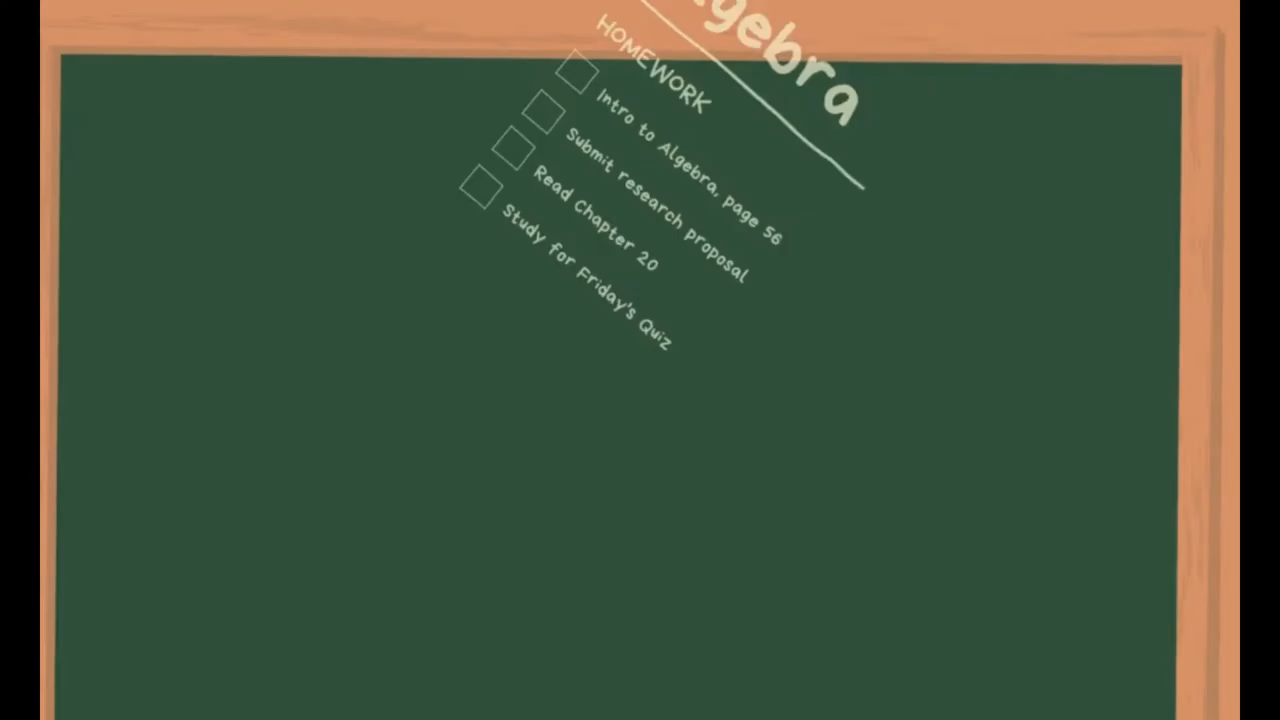 gebra
HOMEWORK
Intro to Algebra, page 56
Submit research proposal
Read Chapter 20
Study for Friday's Quiz